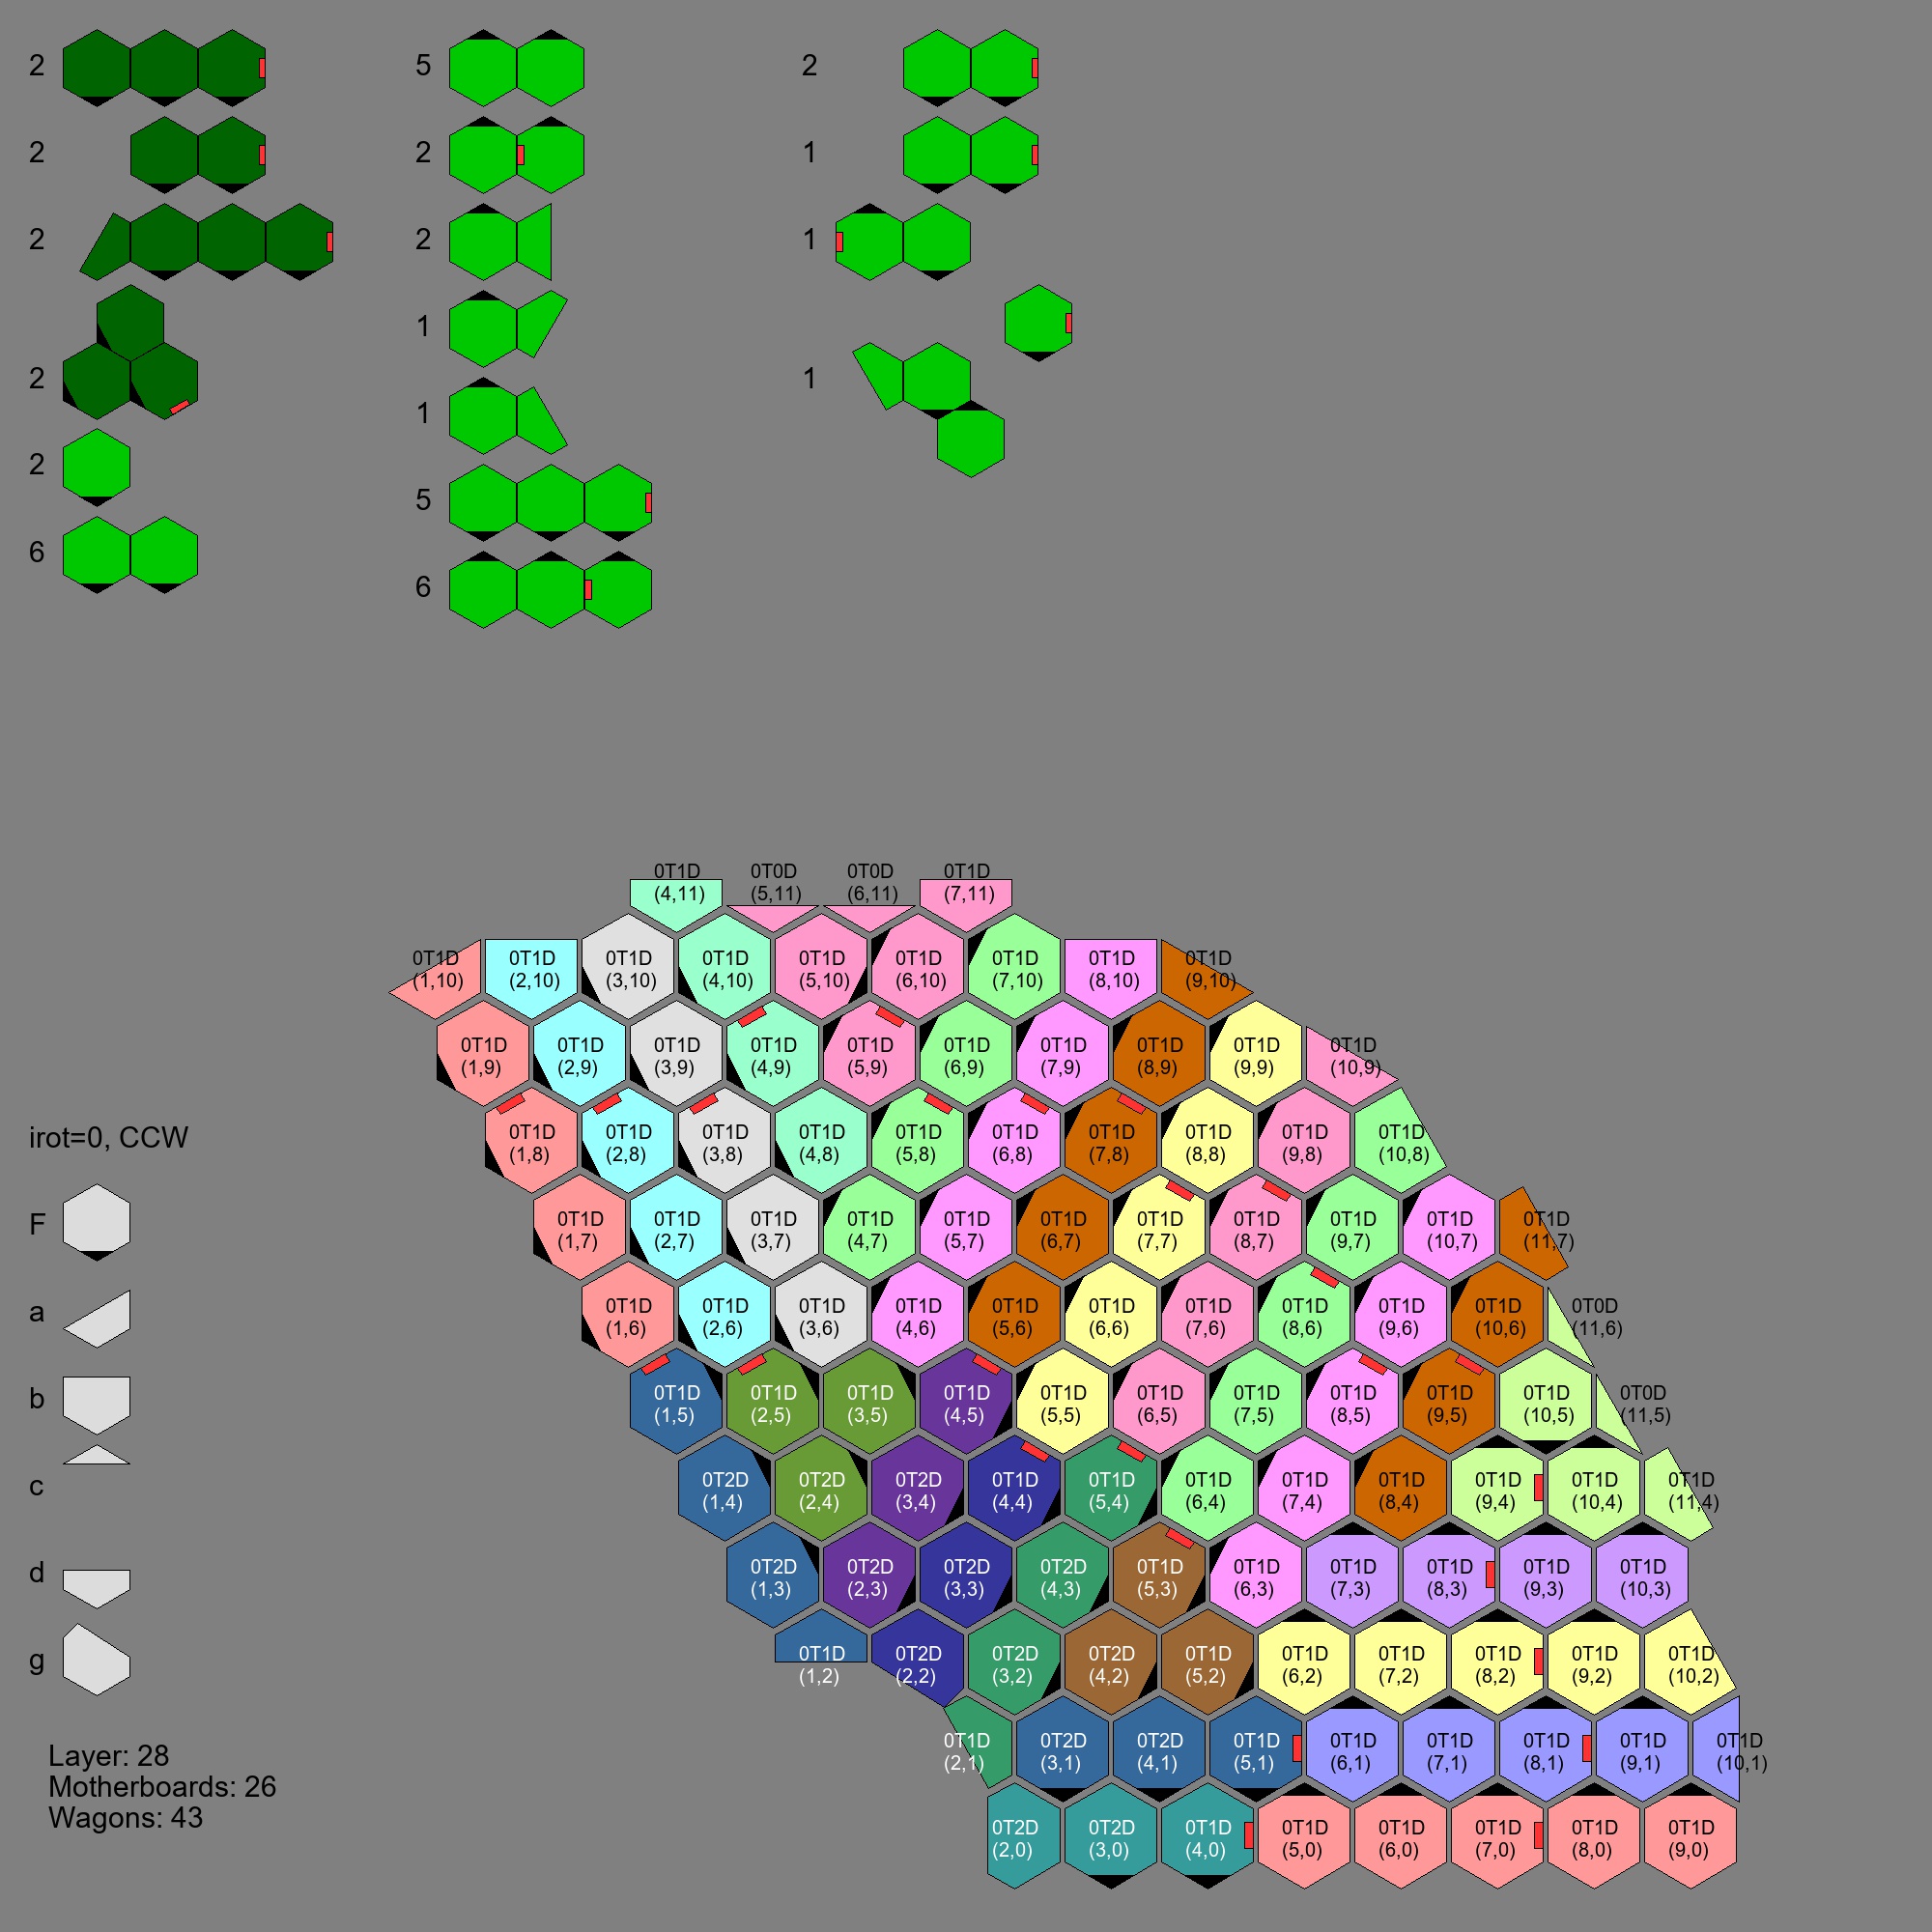 2
5
2
2
2
1
2
2
1
1
2
1
1
2
5
6
6
0T1D
(4,11)
0T0D
(5,11)
0T0D
(6,11)
0T1D
(7,11)
0T1D
(1,10)
0T1D
(2,10)
0T1D
(3,10)
0T1D
(4,10)
0T1D
(5,10)
0T1D
(6,10)
0T1D
(7,10)
0T1D
(8,10)
0T1D
(9,10)
0T1D
(1,9)
0T1D
(2,9)
0T1D
(3,9)
0T1D
(4,9)
0T1D
(5,9)
0T1D
(6,9)
0T1D
(7,9)
0T1D
(8,9)
0T1D
(9,9)
0T1D
(10,9)
0T1D
(1,8)
0T1D
(2,8)
0T1D
(3,8)
0T1D
(4,8)
0T1D
(5,8)
0T1D
(6,8)
0T1D
(7,8)
0T1D
(8,8)
0T1D
(9,8)
0T1D
(10,8)
0T1D
(1,7)
0T1D
(2,7)
0T1D
(3,7)
0T1D
(4,7)
0T1D
(5,7)
0T1D
(6,7)
0T1D
(7,7)
0T1D
(8,7)
0T1D
(9,7)
0T1D
(10,7)
0T1D
(11,7)
0T1D
(1,6)
0T1D
(2,6)
0T1D
(3,6)
0T1D
(4,6)
0T1D
(5,6)
0T1D
(6,6)
0T1D
(7,6)
0T1D
(8,6)
0T1D
(9,6)
0T1D
(10,6)
0T0D
(11,6)
0T1D
(1,5)
0T1D
(2,5)
0T1D
(3,5)
0T1D
(4,5)
0T1D
(5,5)
0T1D
(6,5)
0T1D
(7,5)
0T1D
(8,5)
0T1D
(9,5)
0T1D
(10,5)
0T0D
(11,5)
0T2D
(1,4)
0T2D
(2,4)
0T2D
(3,4)
0T1D
(4,4)
0T1D
(5,4)
0T1D
(6,4)
0T1D
(7,4)
0T1D
(8,4)
0T1D
(9,4)
0T1D
(10,4)
0T1D
(11,4)
0T2D
(1,3)
0T2D
(2,3)
0T2D
(3,3)
0T2D
(4,3)
0T1D
(5,3)
0T1D
(6,3)
0T1D
(7,3)
0T1D
(8,3)
0T1D
(9,3)
0T1D
(10,3)
0T1D
(1,2)
0T2D
(2,2)
0T2D
(3,2)
0T2D
(4,2)
0T1D
(5,2)
0T1D
(6,2)
0T1D
(7,2)
0T1D
(8,2)
0T1D
(9,2)
0T1D
(10,2)
0T1D
(2,1)
0T2D
(3,1)
0T2D
(4,1)
0T1D
(5,1)
0T1D
(6,1)
0T1D
(7,1)
0T1D
(8,1)
0T1D
(9,1)
0T1D
(10,1)
0T2D
(2,0)
0T2D
(3,0)
0T1D
(4,0)
0T1D
(5,0)
0T1D
(6,0)
0T1D
(7,0)
0T1D
(8,0)
0T1D
(9,0)
irot=0, CCW
F
a
b
c
d
g
Layer: 28
Motherboards: 26
Wagons: 43